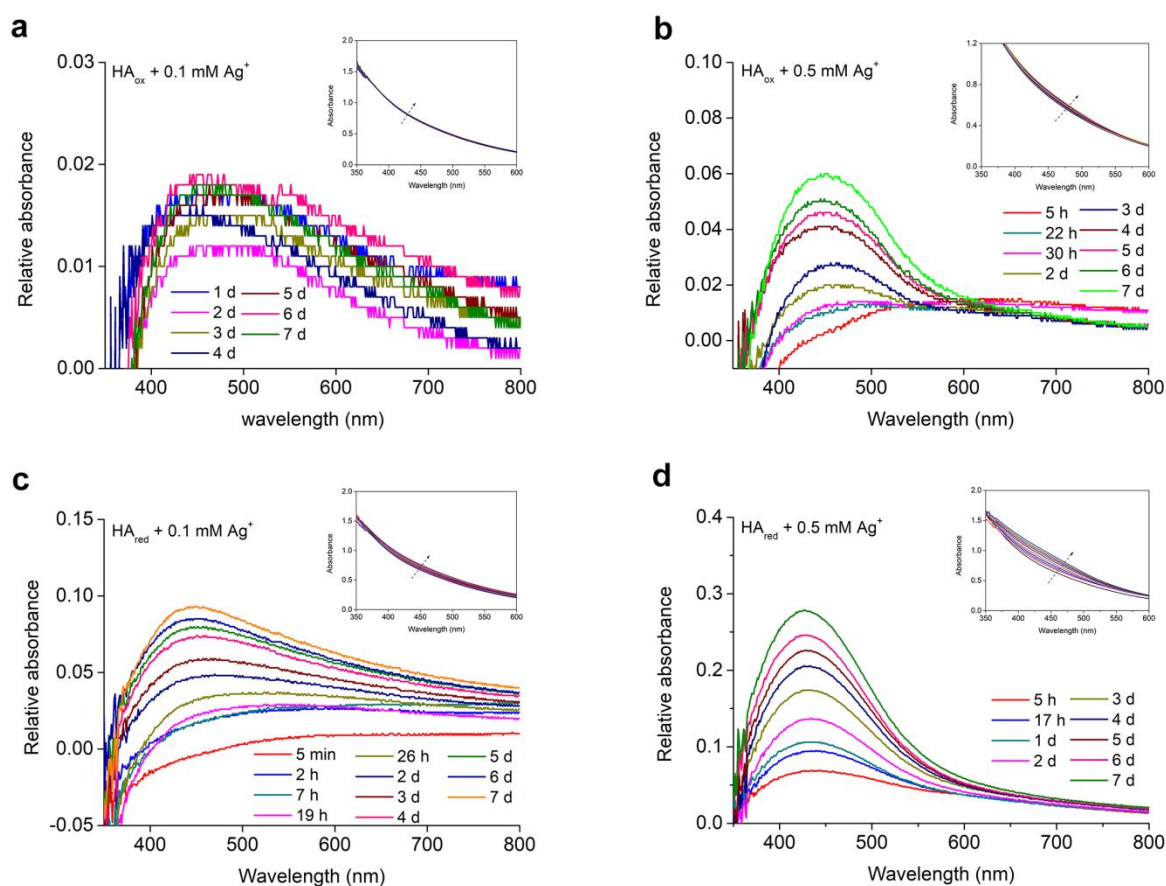 a
HAox + 0.1 mM Ag+
Relative absorbance
0.03
0.02
0.01
0.00
400 500 600 700 800
wavelength (nm)
1 d
2 d
3 d
4 d
5 d
6 d
7 d
Absorbance
2.0
1.5
1.0
0.5
0.0
350 400 450 500 550 600
Wavelength (nm)
b
HAox + 0.5 mM Ag+
Relative absorbance
0.10
0.08
0.06
0.04
0.02
0.00
400 500 600 700 800
Wavelength (nm)
5 h
22 h
30 h
2 d
3 d
4 d
5 d
6 d
7 d
Absorbance
1.2
0.8
0.4
0.0
350 400 450 500 550 600
Wavelength (nm)
c
HAred + 0.1 mM Ag+
Relative absorbance
0.15
0.10
0.05
0.00
-0.05
400 500 600 700 800
Wavelength (nm)
5 min
2 h
7 h
19 h
26 h
2 d
3 d
4 d
5 d
6 d
7 d
Absorbance
2.0
1.5
1.0
0.5
0.0
350 400 450 500 550 600
Wavelength (nm)
d
HAred + 0.5 mM Ag+
Relative absorbance
0.4
0.3
0.2
0.1
0.0
400 500 600 700 800
Wavelength (nm)
5 h
17 h
1 d
2 d
3 d
4 d
5 d
6 d
7 d
Absorbance
2.0
1.5
1.0
0.5
0.0
350 400 450 500 550 600
Wavelength (nm)